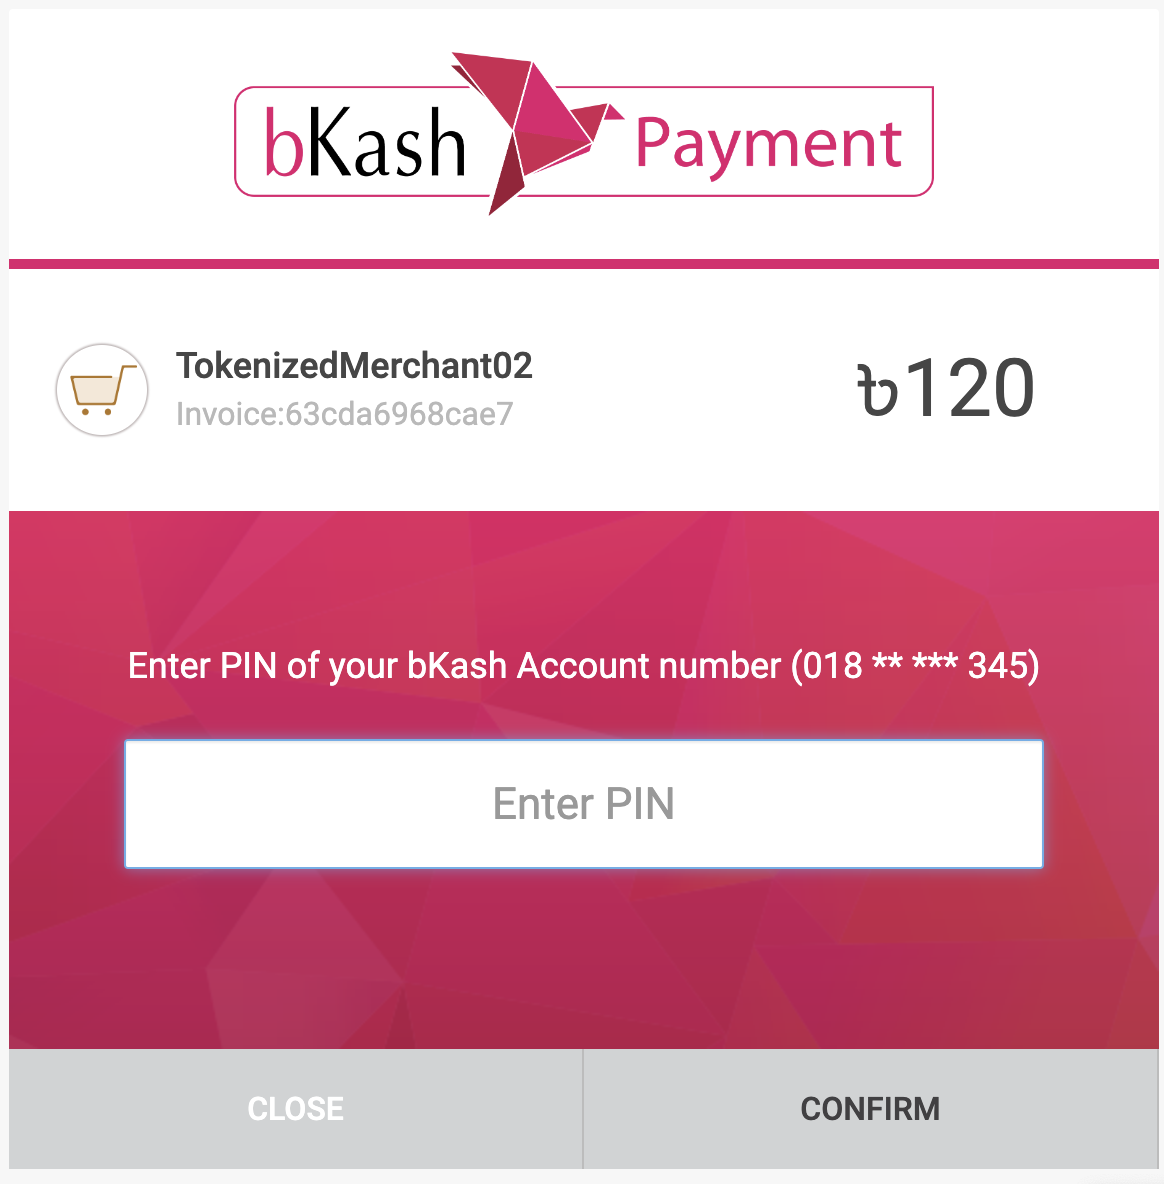 bKash Payment
TokenizedMerchant02
Invoice:63cda6968cae7
৳120
Enter PIN of your bKash Account number (018 ** *** 345)
Enter PIN
CLOSE
CONFIRM